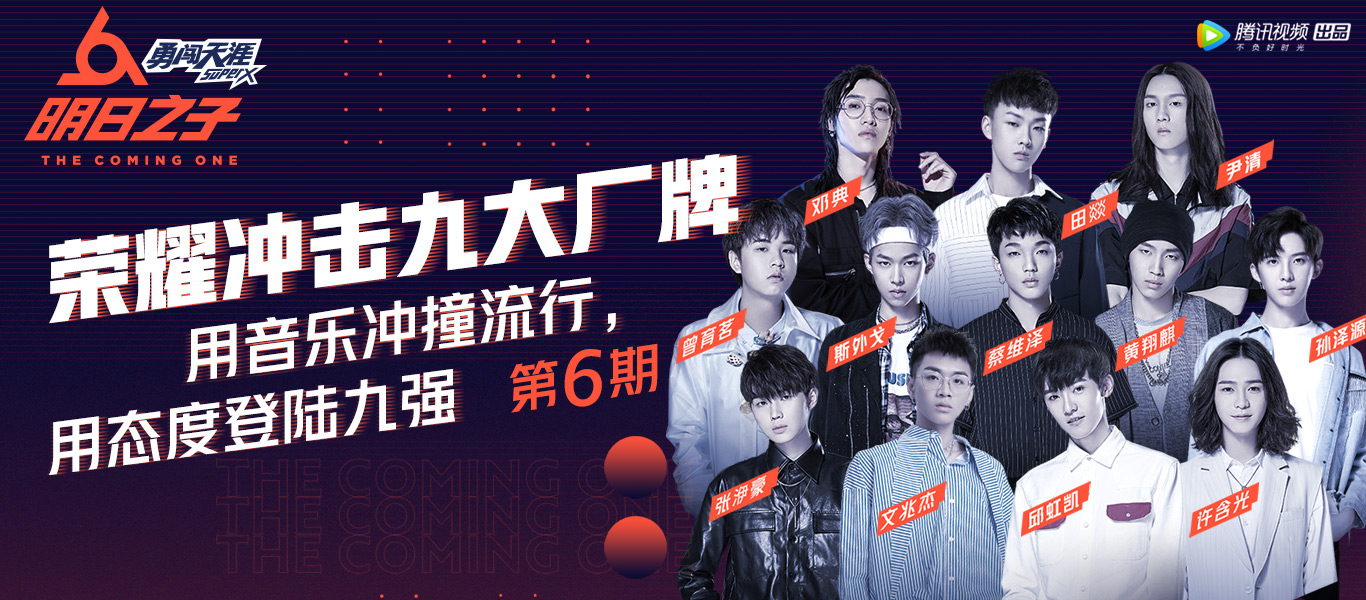 勇闯天涯
superX
明日之子
THE COMING ONE
腾讯视频 出品
不负好时光
荣耀冲击九大厂牌
用音乐冲撞流行，
用态度登陆九强 第6期
邓典
田燚
尹清
曾育茗
斯外戈
蔡维泽
黄翔麒
孙泽源
张洢豪
文兆杰
邱虹凯
许含光
THE COMING ONE
THE COMING ONE
THE COMING ONE